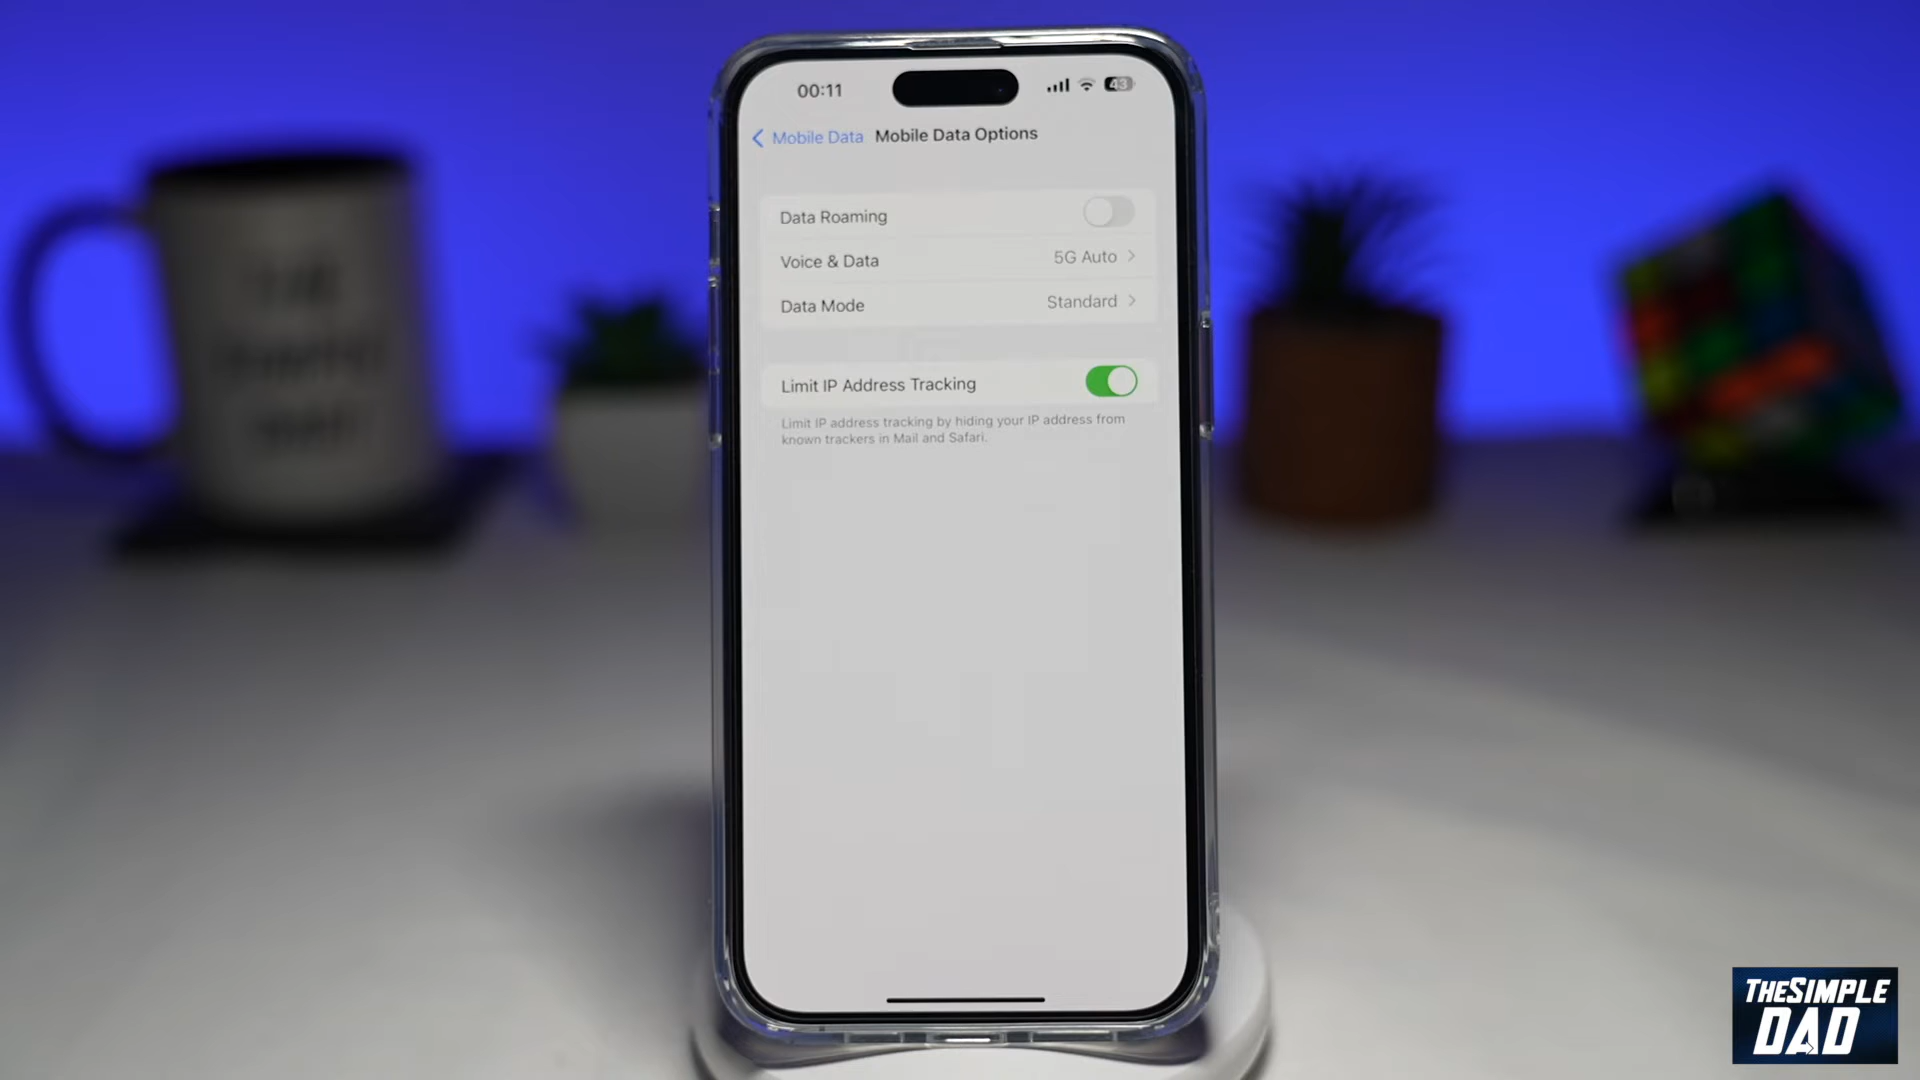 00:11
43
Mobile Data
Mobile Data Options
Data Roaming
Voice & Data
5G Auto
Data Mode
Standard
Limit IP Address Tracking
Limit IP address tracking by hiding your IP address from
known trackers in Mail and Safari.
THESIMPLE
DAD